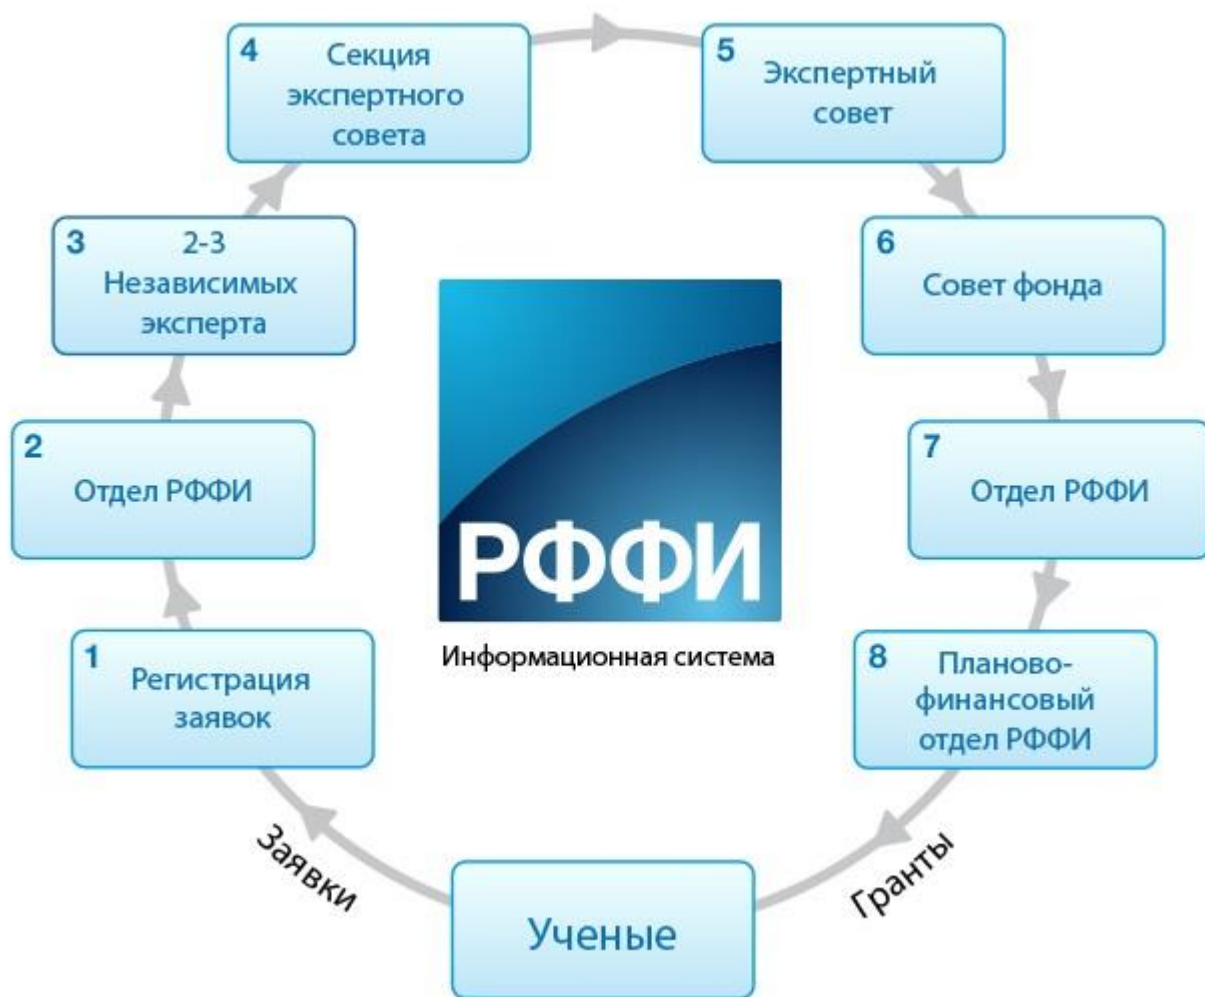 4 Секция
экспертного
совета
5 Экспертный
совет
3 2-3
Независимых
эксперта
6
Совет фонда
2
Отдел РФФИ
7
Отдел РФФИ
РФФИ
Информационная система
1 Регистрация
заявок
8 Планово-
финансовый
отдел РФФИ
Заявки
Гранты
Ученые